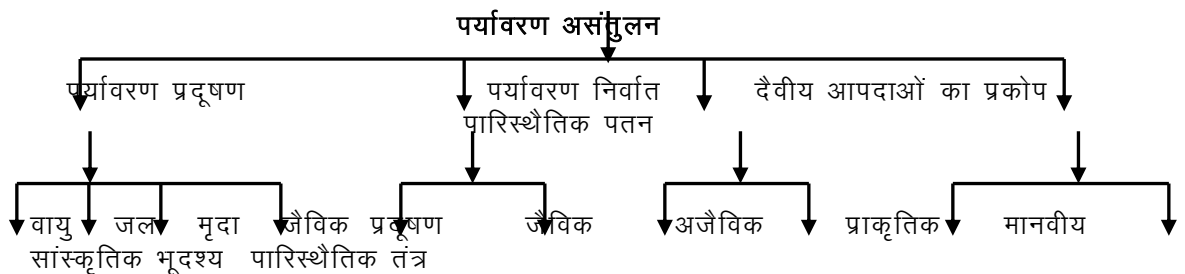 पर्यावरण असंतुलन
पर्यावरण प्रदूषण पर्यावरण निर्वात दैवीय आपदाओं का प्रकोप
पारिस्थैतिक पतन
वायु जल मृदा जैविक प्रदूषण जैविक अजैविक प्राकृतिक मानवीय
सांस्कृतिक भूदश्य पारिस्थैतिक तंत्र